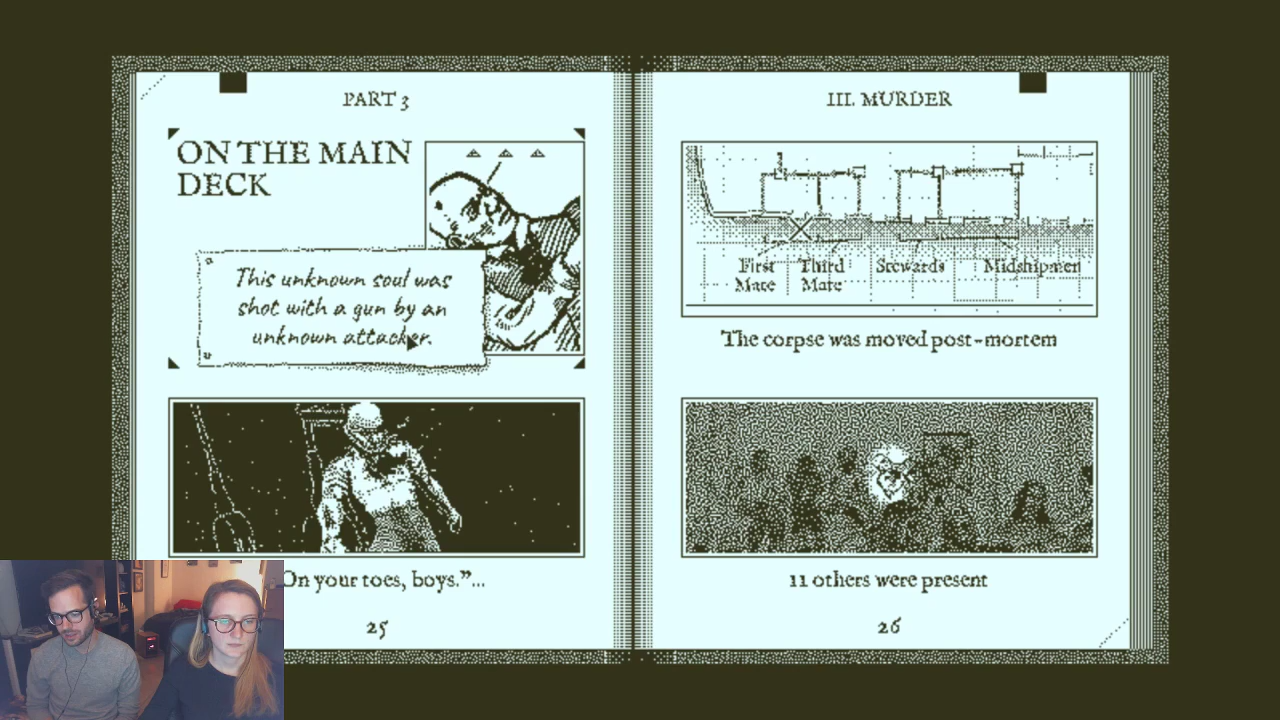 PART 3
ON THE MAIN
DECK
This unknown soul was
shot with a gun by an
unknown attacker.
On your toes, boys.”...
25
III. MURDER
First
Mate
Third
Mate
Stewards
Midshipmen
The corpse was moved post-mortem
11 others were present
26